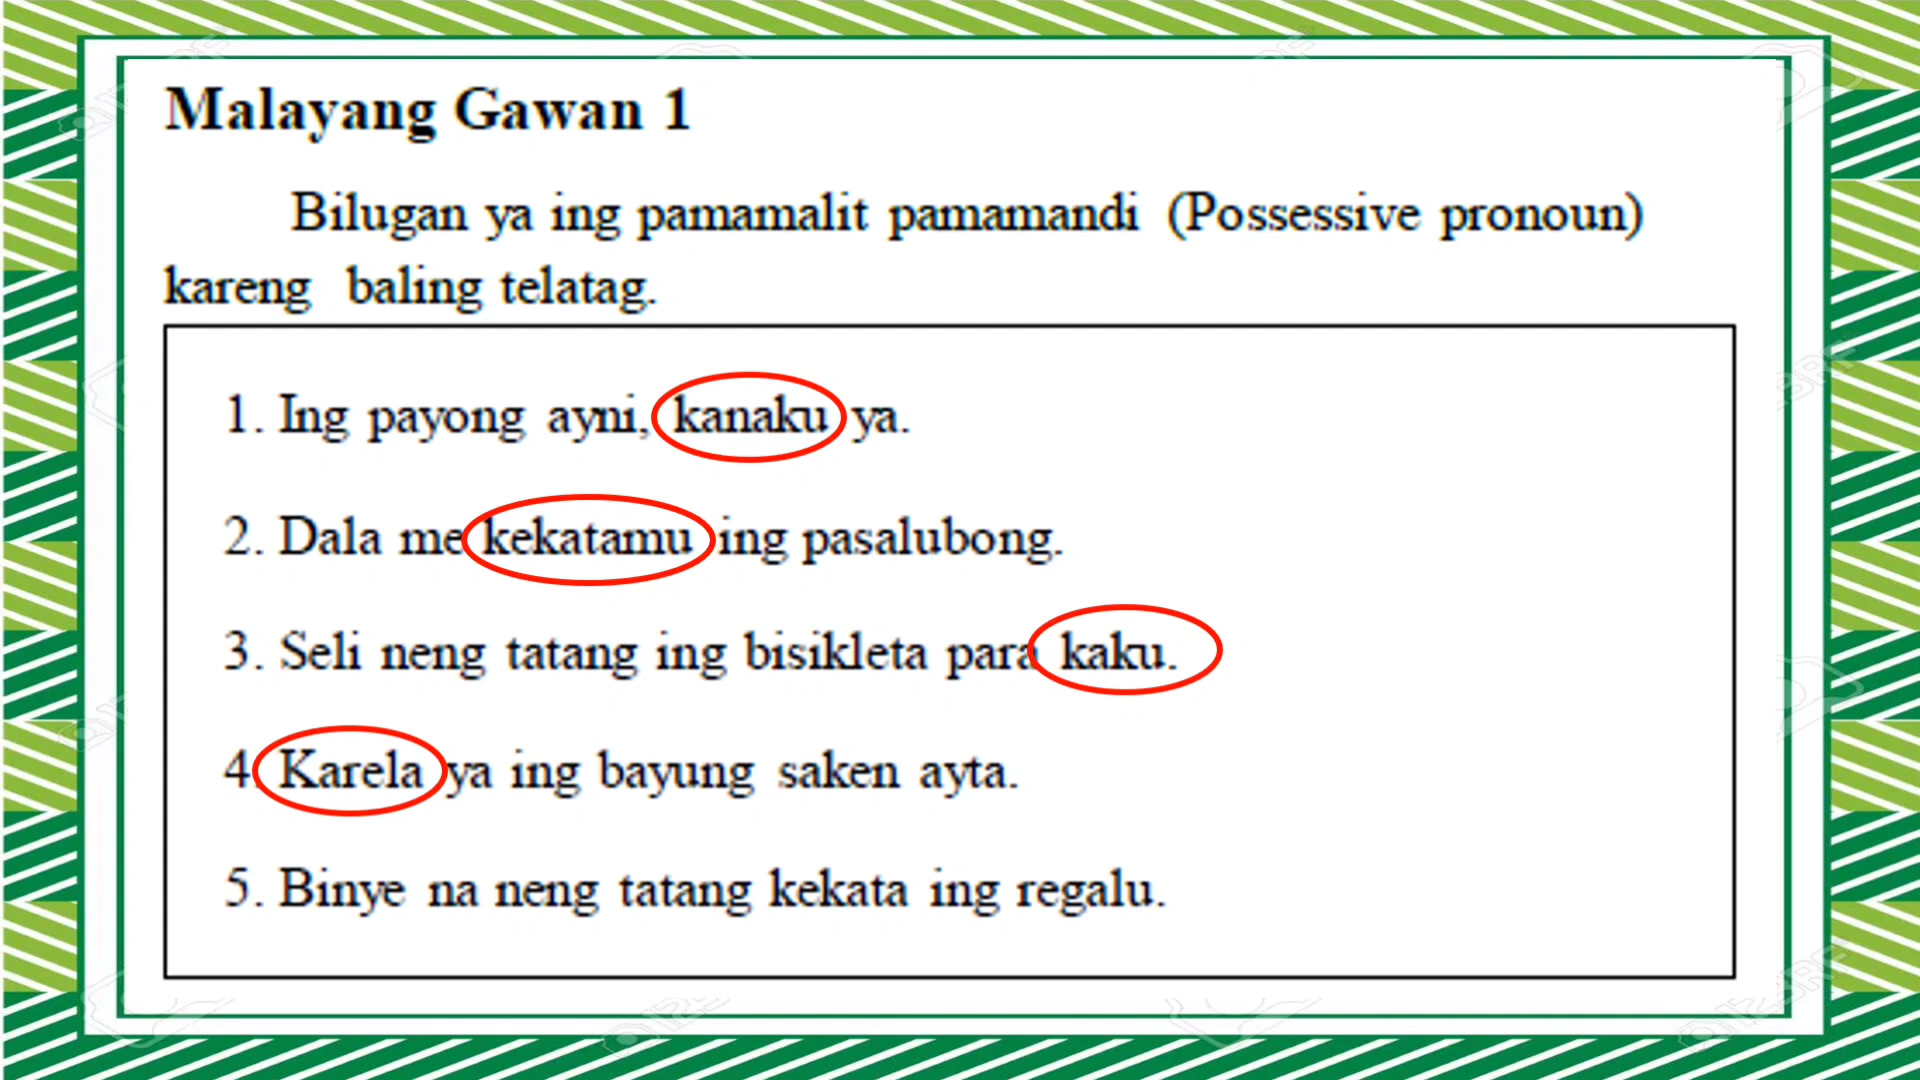 Malayang Gawan 1
Bilugan ya ing pamamalit pamamandi (Possessive pronoun)
kareng baling telatag.
1. Ing payong ayni, kanaku ya.
2. Dala me kekatamu ing pasalubong.
3. Seli neng tatang ing bisikleta para kaku.
4. Karela ya ing bayung saken ayta.
5. Binye na neng tatang kekata ing regalu.